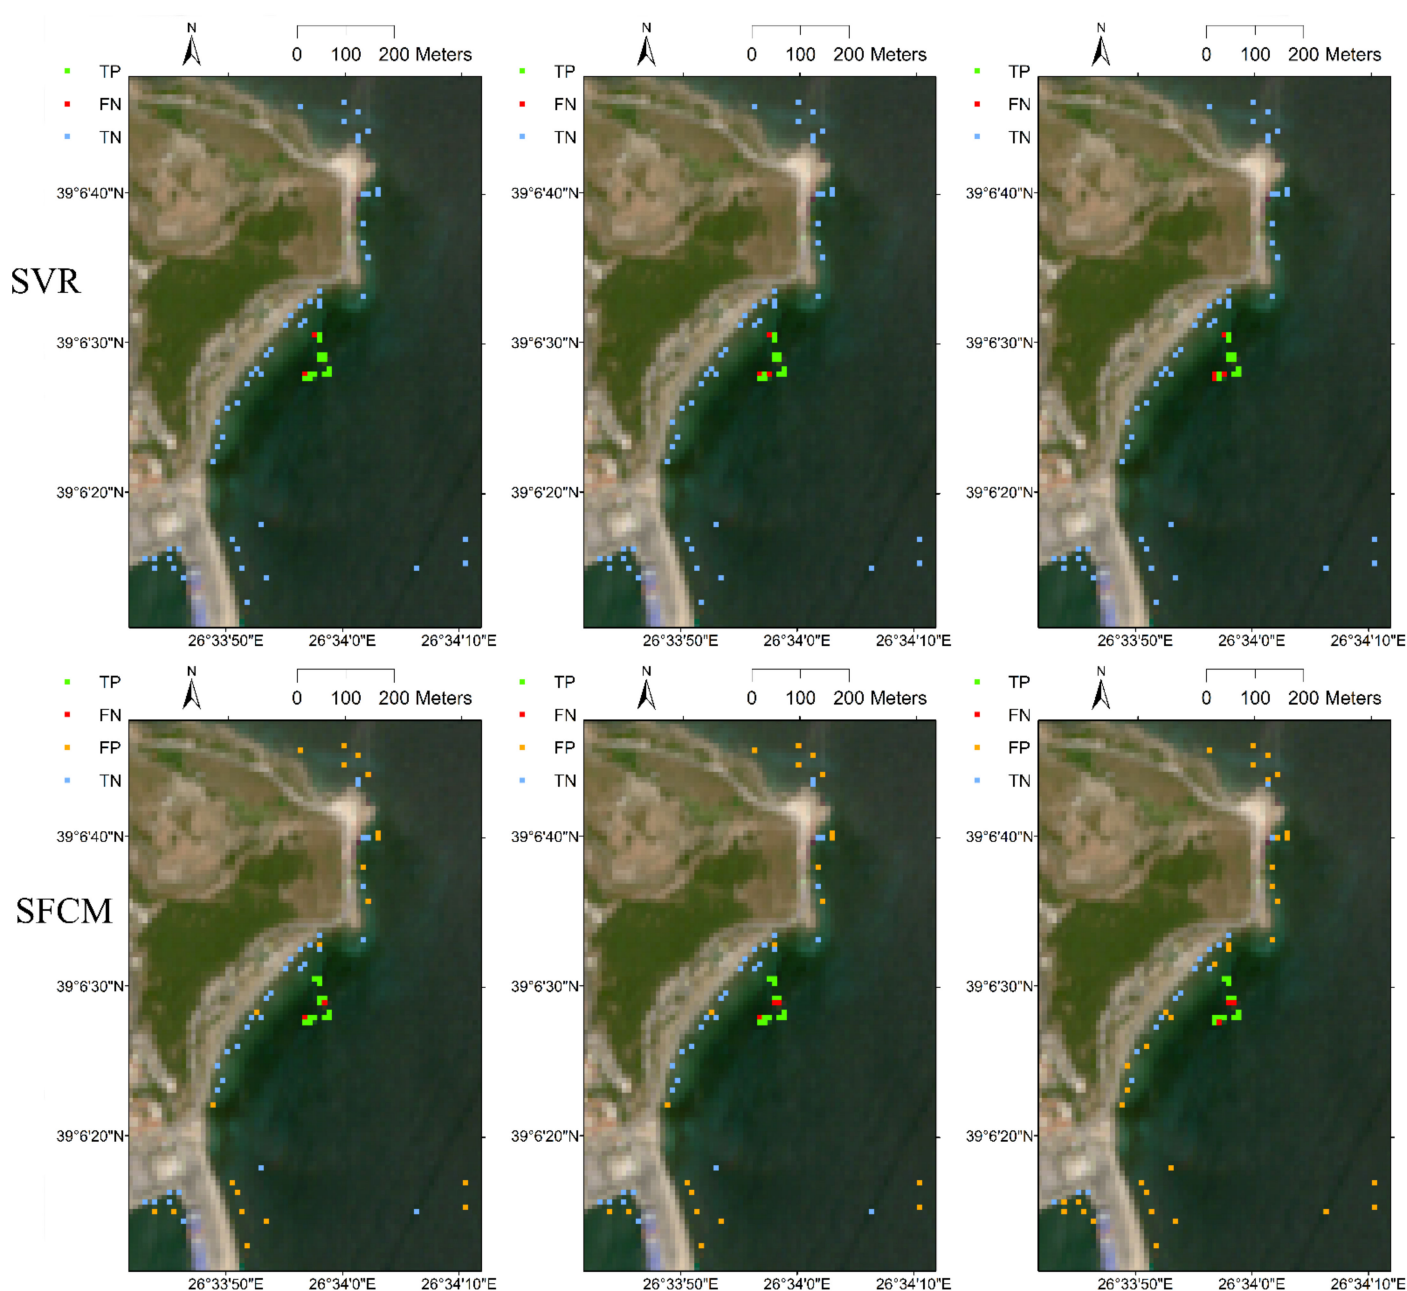 N N N
0 100 200 Meters 0 100 200 Meters 0 100 200 Meters
TP TP TP
FN FN FN
TN TN TN
39°6'40"N 39°6'40"N 39°6'40"N
SVR
39°6'30"N 39°6'30"N 39°6'30"N
39°6'20"N 39°6'20"N 39°6'20"N
26°33'50"E 26°34'0"E 26°34'10"E 26°33'50"E 26°34'0"E 26°34'10"E 26°33'50"E 26°34'0"E 26°34'10"E
N N N
0 100 200 Meters 0 100 200 Meters 0 100 200 Meters
TP TP TP
FN FN FN
FP FP FP
TN TN TN
39°6'40"N 39°6'40"N 39°6'40"N
SFCM
39°6'30"N 39°6'30"N 39°6'30"N
39°6'20"N 39°6'20"N 39°6'20"N
26°33'50"E 26°34'0"E 26°34'10"E 26°33'50"E 26°34'0"E 26°34'10"E 26°33'50"E 26°34'0"E 26°34'10"E